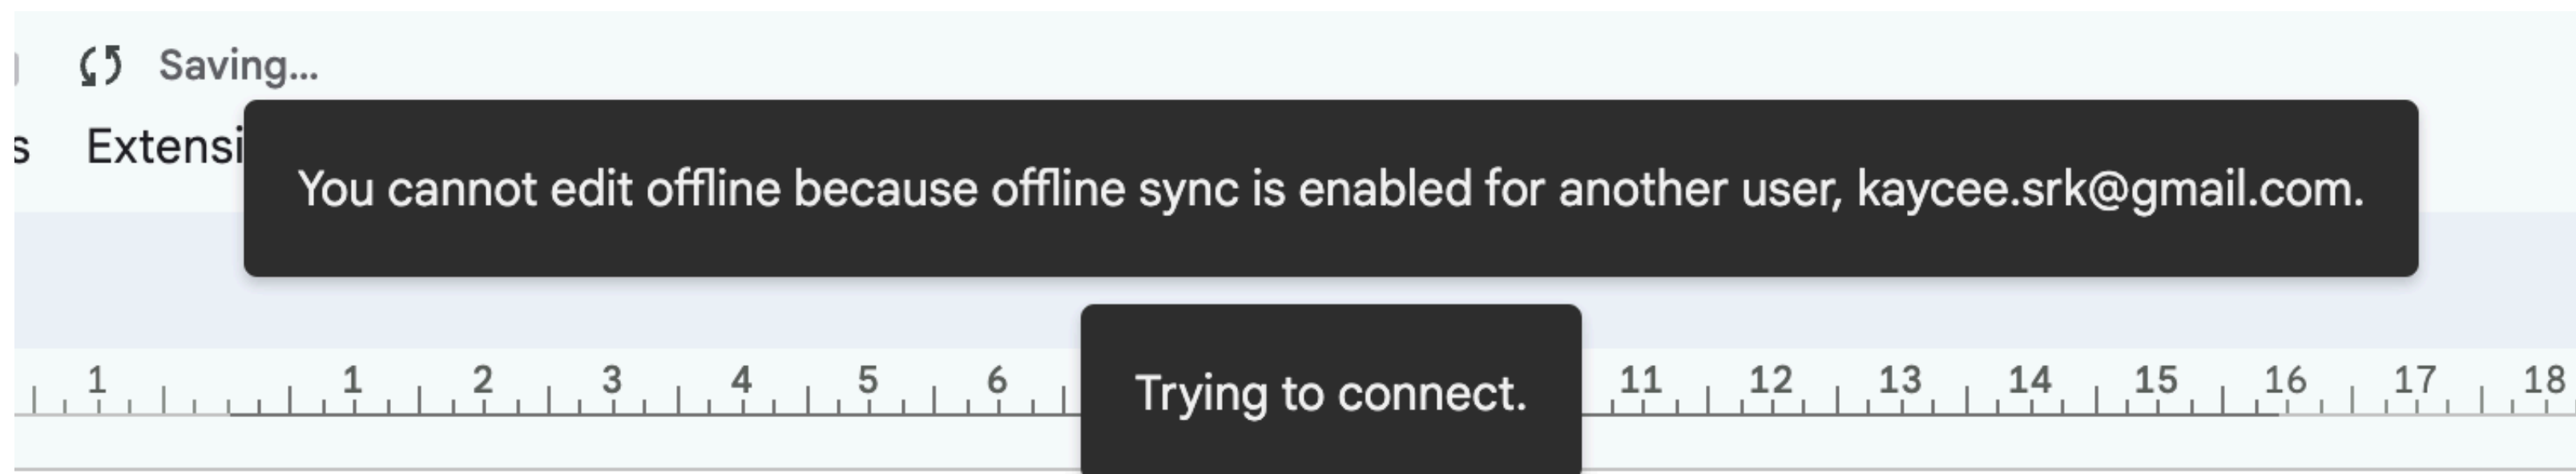 Saving...
s Extensi
You cannot edit offline because offline sync is enabled for another user, kaycee.srk@gmail.com.
Trying to connect.
1 1 2 3 4 5 6 11 12 13 14 15 16 17 18